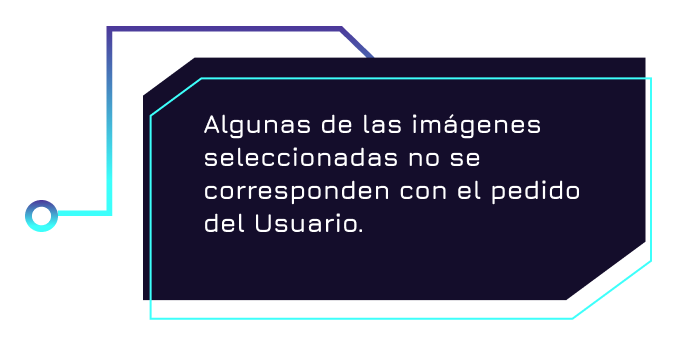 Algunas de las imágenes
seleccionadas no se
corresponden con el pedido
del Usuario.